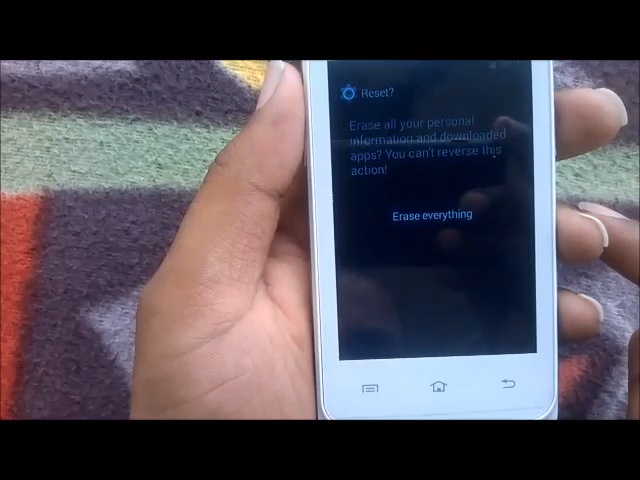 Reset?
Erase all your personal
information and downloaded
apps? You can't reverse this
action!
Erase everything